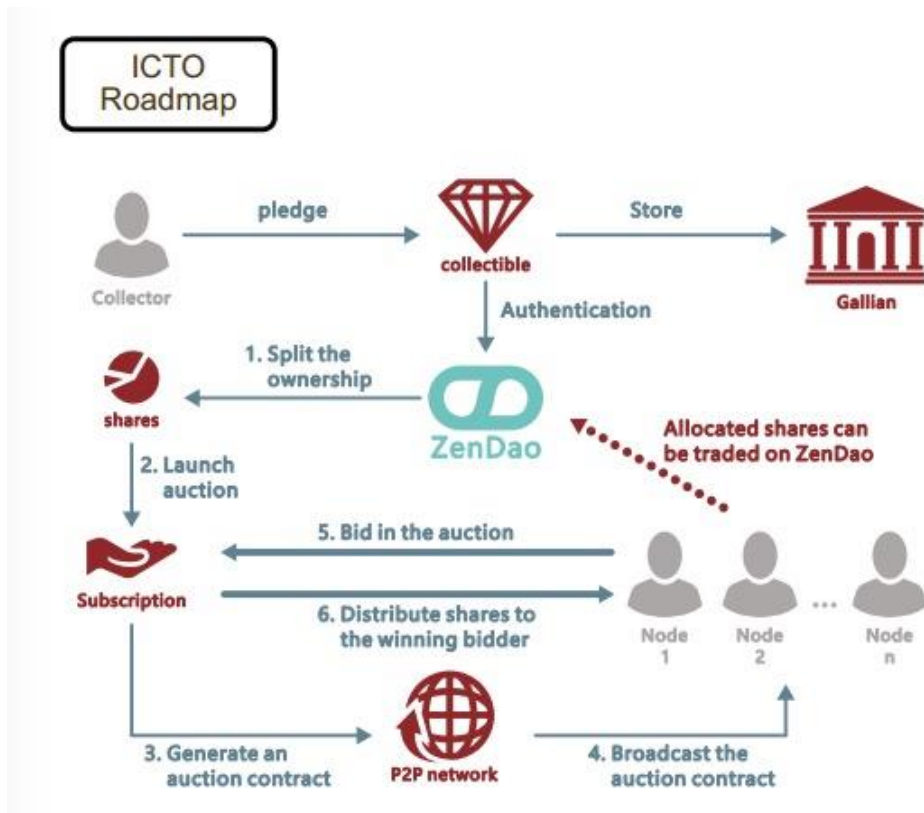 ICTO
Roadmap
pledge
Store
Collector
collectible
Gallian
Authentication
1. Split the
ownership
shares
ZenDao
Allocated shares can
be traded on ZenDao
2. Launch
auction
5. Bid in the auction
Subscription
6. Distribute shares to
the winning bidder
Node
1
Node
2
...
Node
n
3. Generate an
auction contract
P2P network
4. Broadcast the
auction contract